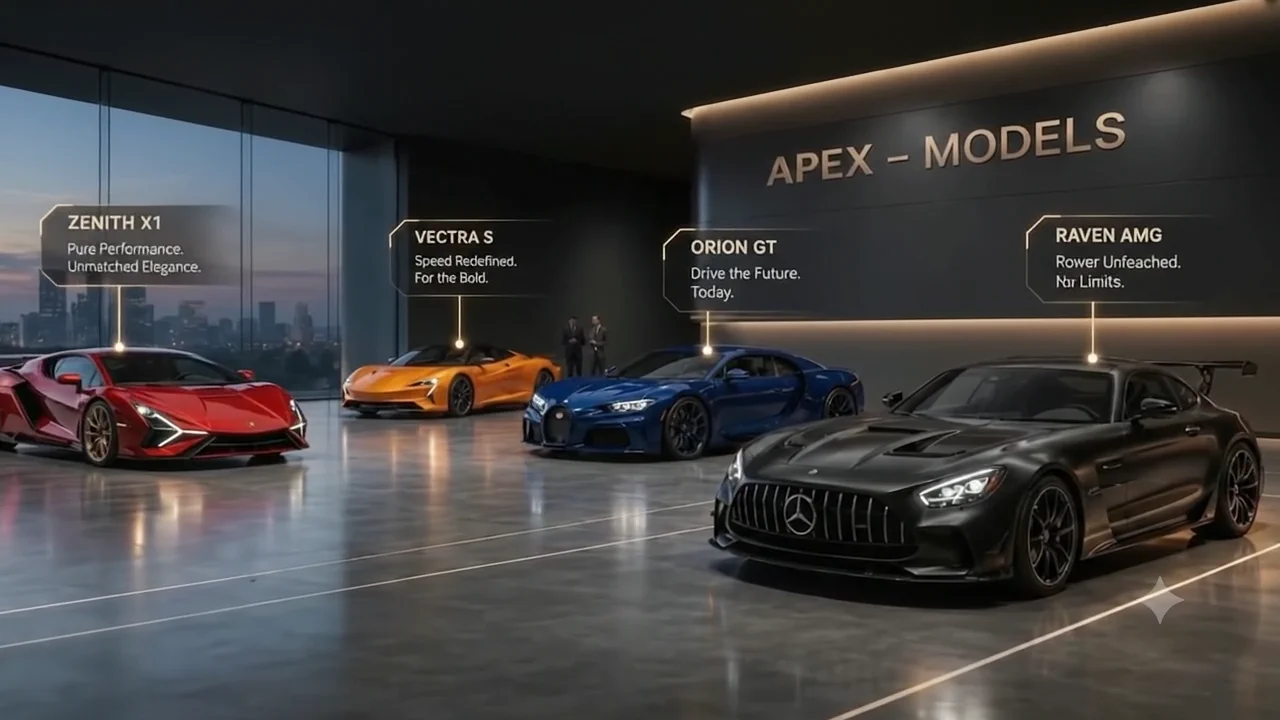 APEX – MODELS
ZENITH X1
Pure Performance.
Unmatched Elegance.
VECTRA S
Speed Redefined.
For the Bold.
ORION GT
Drive the Future.
Today.
RAVEN AMG
Rower Unfeached.
Limits.